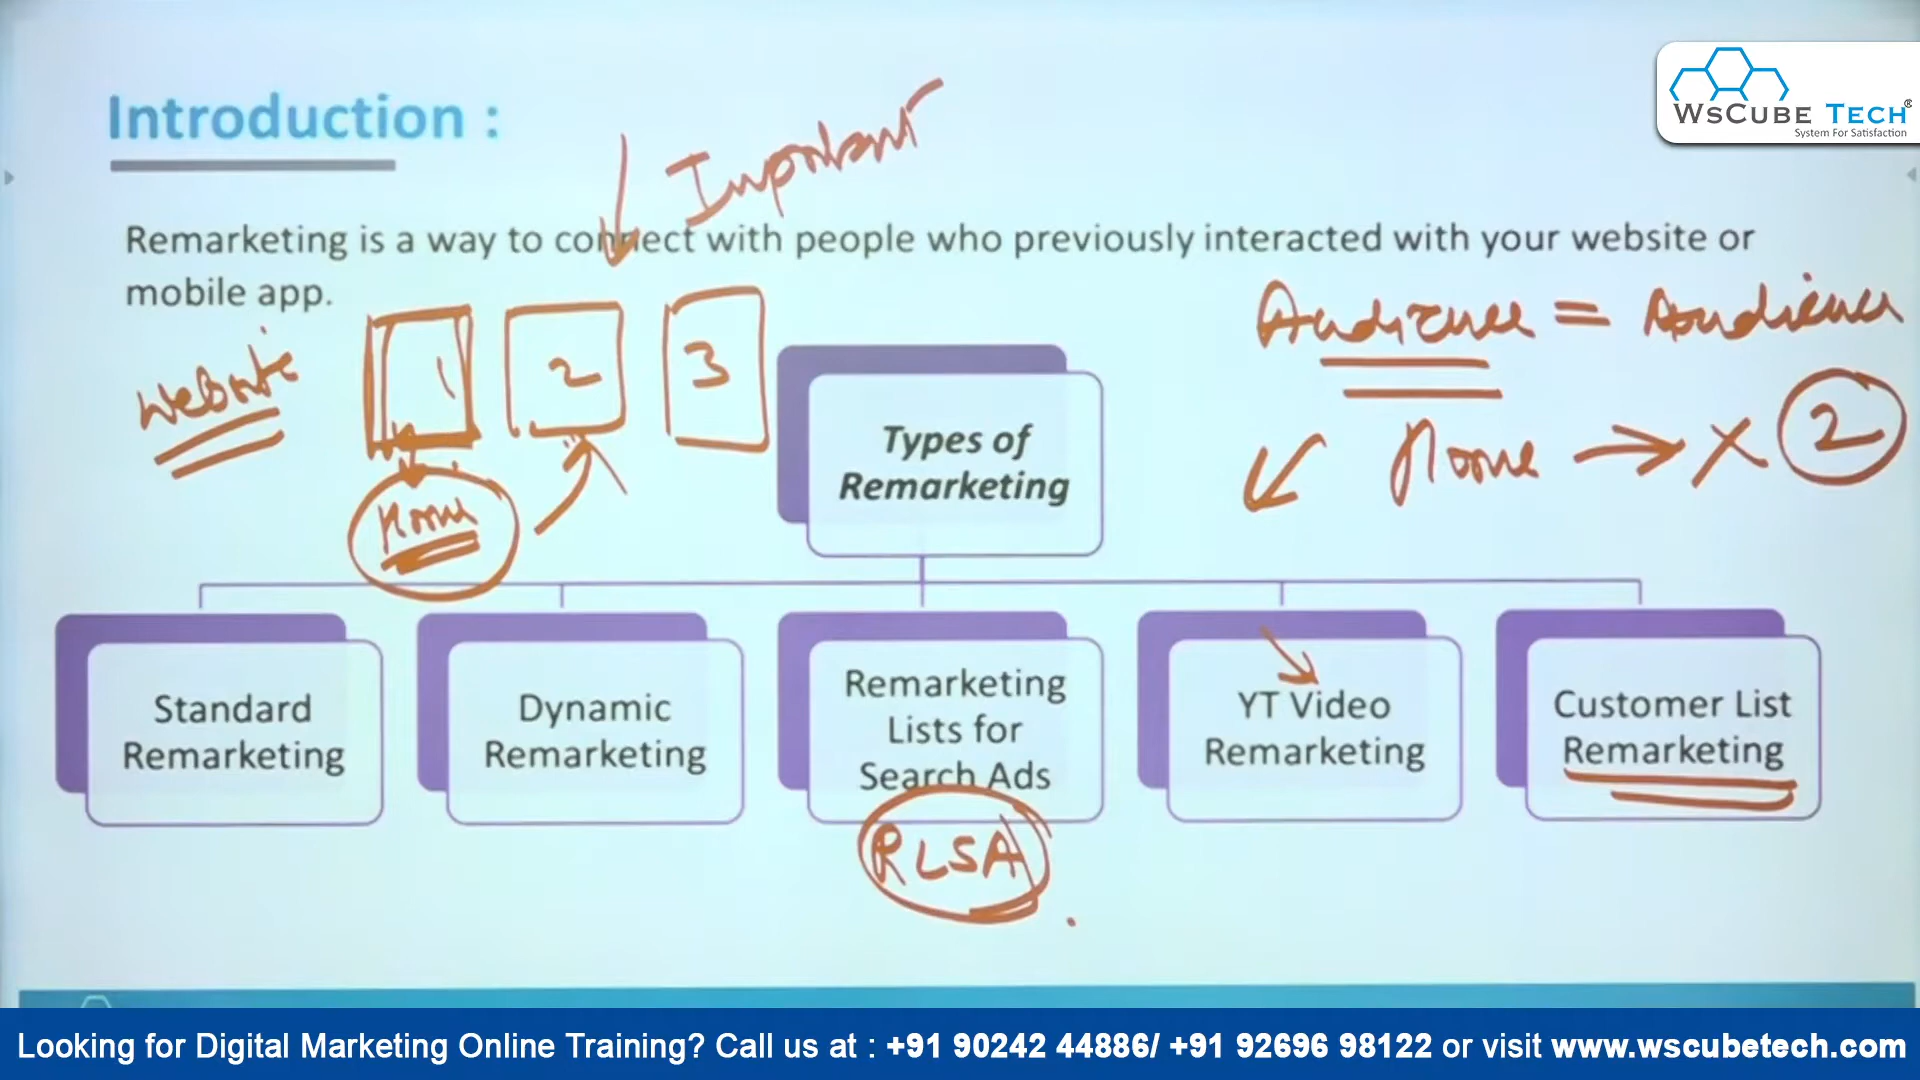 WsCube Tech®
System For Satisfaction
Introduction :
Important
Remarketing is a way to connect with people who previously interacted with your website or
mobile app.
Website
1
2
3
Home
Audience = Audience
Home → X 2
Types of
Remarketing
Standard
Remarketing
Dynamic
Remarketing
Remarketing
Lists for
Search Ads
RLSA
YT Video
Remarketing
Customer List
Remarketing
Looking for Digital Marketing Online Training? Call us at : +91 90242 44886/ +91 92696 98122 or visit www.wscubetech.com